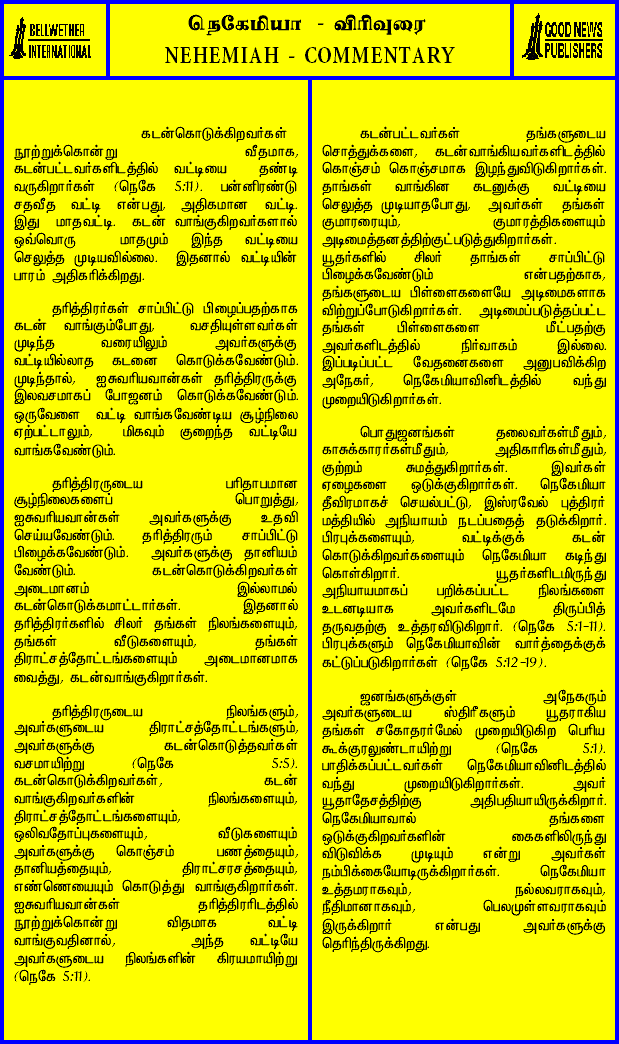 BELLWETHER
INTERNATIONAL
நெகேமியா - விரிவுரை
NEHEMIAH - COMMENTARY
GOOD NEWS
PUBLISHERS
கடன்கொடுக்கிறவர்கள்
நூற்றுக்கொன்று வீதமாக,
கடன்பட்டவர்களிடத்தில் வட்டியை தண்டி
வருகிறார்கள் (நெகே 5:11). பன்னிரண்டு
சதவீத வட்டி என்பது, அதிகமான வட்டி.
இது மாதவட்டி. கடன் வாங்குகிறவர்களால்
ஒவ்வொரு மாதமும் இந்த வட்டியை
செலுத்த முடியவில்லை. இதனால் வட்டியின்
பாரம் அதிகரிக்கிறது.
தரித்திரர்கள் சாப்பிட்டு பிழைப்பதற்காக
கடன் வாங்கும்போது, வசதியுள்ளவர்கள்
முடிந்த வரையிலும் அவர்களுக்கு
வட்டியில்லாத கடனை கொடுக்கவேண்டும்.
முடிந்தால், ஐசுவரியவான்கள் தரித்திரருக்கு
இலவசமாகப் போஜனம் கொடுக்கவேண்டும்.
ஒருவேளை வட்டி வாங்கவேண்டிய சூழ்நிலை
ஏற்பட்டாலும், மிகவும் குறைந்த வட்டியே
வாங்கவேண்டும்.
தரித்திரருடைய பரிதாபமான
சூழ்நிலைகளைப் பொறுத்து,
ஐசுவரியவான்கள் அவர்களுக்கு உதவி
செய்யவேண்டும். தரித்திரரும் சாப்பிட்டு
பிழைக்கவேண்டும். அவர்களுக்கு தானியம்
வேண்டும். கடன்கொடுக்கிறவர்கள்
அடைமானம் இல்லாமல்
கடன்கொடுக்கமாட்டார்கள். இதனால்
தரித்திரர்களில் சிலர் தங்கள் நிலங்களையும்,
தங்கள் வீடுகளையும், தங்கள்
திராட்சத்தோட்டங்களையும் அடைமானமாக
வைத்து, கடன்வாங்குகிறார்கள்.
தரித்திரருடைய நிலங்களும்,
அவர்களுடைய திராட்சத்தோட்டங்களும்,
அவர்களுக்கு கடன்கொடுத்தவர்கள்
வசமாயிற்று (நெகே 5:5).
கடன்கொடுக்கிறவர்கள், கடன்
வாங்குகிறவர்களின் நிலங்களையும்,
திராட்சத்தோட்டங்களையும்,
ஒலிவதோப்புகளையும், வீடுகளையும்
அவர்களுக்கு கொஞ்சம் பணத்தையும்,
தானியத்தையும், திராட்சரசத்தையும்,
எண்ணெயையும் கொடுத்து வாங்குகிறார்கள்.
ஐசுவரியவான்கள் தரித்திரரிடத்தில்
நூற்றுக்கொன்று விதமாக வட்டி
வாங்குவதினால், அந்த வட்டியே
அவர்களுடைய நிலங்களின் கிரயமாயிற்று
(நெகே 5:11).
கடன்பட்டவர்கள் தங்களுடைய
சொத்துக்களை, கடன்வாங்கியவர்களிடத்தில்
கொஞ்சம் கொஞ்சமாக இழந்துவிடுகிறார்கள்.
தாங்கள் வாங்கின கடனுக்கு வட்டியை
செலுத்த முடியாதபோது, அவர்கள் தங்கள்
குமாரரையும், குமாரத்திகளையும்
அடிமைத்தனத்திற்குட்படுத்துகிறார்கள்.
யூதர்களில் சிலர் தாங்கள் சாப்பிட்டு
பிழைக்கவேண்டும் என்பதற்காக,
தங்களுடைய பிள்ளைகளையே அடிமைகளாக
விற்றுப்போடுகிறார்கள். அடிமைப்படுத்தப்பட்ட
தங்கள் பிள்ளைகளை மீட்பதற்கு
அவர்களிடத்தில் நிர்வாகம் இல்லை.
இப்படிப்பட்ட வேதனைகளை அனுபவிக்கிற
அநேகர், நெகேமியாவினிடத்தில் வந்து
முறையிடுகிறார்கள்.
பொதுஜனங்கள் தலைவர்கள்மீதும்,
காசுக்காரர்கள்மீதும், அதிகாரிகள்மீதும்,
குற்றம் சுமத்துகிறார்கள். இவர்கள்
ஏழைகளை ஒடுக்குகிறார்கள். நெகேமியா
தீவிரமாகச் செயல்பட்டு, இஸ்ரவேல் புத்திரர்
மத்தியில் அநியாயம் நடப்பதைத் தடுக்கிறார்.
பிரபுக்களையும், வட்டிக்குக் கடன்
கொடுக்கிறவர்களையும் நெகேமியா கடிந்து
கொள்கிறார். யூதர்களிடமிருந்து
அநியாயமாகப் பறிக்கப்பட்ட நிலங்களை
உடனடியாக அவர்களிடமே திருப்பித்
தருவதற்கு உத்தரவிடுகிறார். (நெகே 5:1-11).
பிரபுக்களும் நெகேமியாவின் வார்த்தைக்குக்
கட்டுப்படுகிறார்கள் (நெகே 5:12-19).
ஜனங்களுக்குள் அநேகரும்
அவர்களுடைய ஸ்திரீகளும் யூதராகிய
தங்கள் சகோதரர்மேல் முறையிடுகிற பெரிய
கூக்குரலுண்டாயிற்று (நெகே 5:1).
பாதிக்கப்பட்டவர்கள் நெகேமியாவினிடத்தில்
வந்து முறையிடுகிறார்கள். அவர்
யூதாதேசத்திற்கு அதிபதியாயிருக்கிறார்.
நெகேமியாவால் தங்களை
ஒடுக்குகிறவர்களின் கைகளிலிருந்து
விடுவிக்க முடியும் என்று அவர்கள்
நம்பிக்கையோடிருக்கிறார்கள். நெகேமியா
உத்தமராகவும், நல்லவராகவும்,
நீதிமானாகவும், பெலமுள்ளவராகவும்
இருக்கிறார் என்பது அவர்களுக்கு
தெரிந்திருக்கிறது.